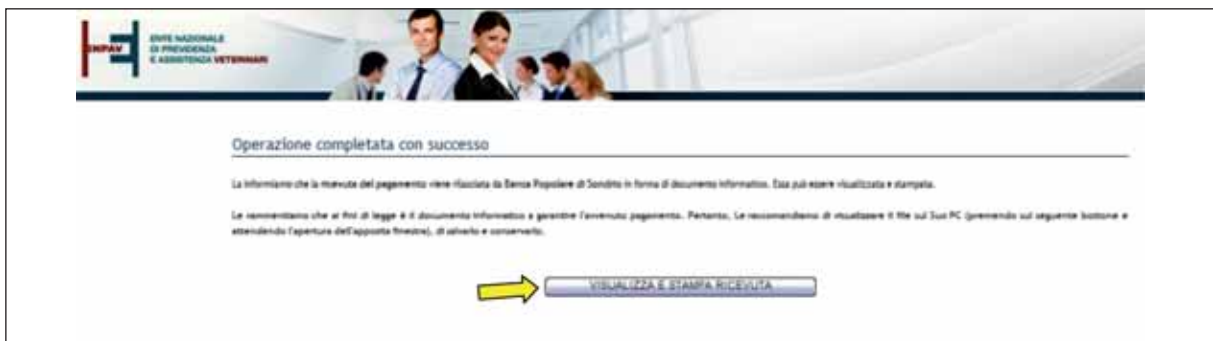 ENPAV
ENTE NAZIONALE
DI PREVIDENZA
E ASSISTENZA VETERINARI
Operazione completata con successo
La informiamo che la ricevuta del pagamento viene rilasciata da Banca Popolare di Sondrio in forma di documento informatico. Essa può essere visualizzata e stampata.
Le rammentiamo che ai fini di legge è il documento informatico a garantire l'avvenuto pagamento. Pertanto, Le raccomandiamo di visualizzare il file sul Suo PC (premendo sul seguente bottone e
attendendo l'apertura dell'apposita finestra), di salvarlo e conservarlo.
VISUALIZZA E STAMPA RICEVUTA